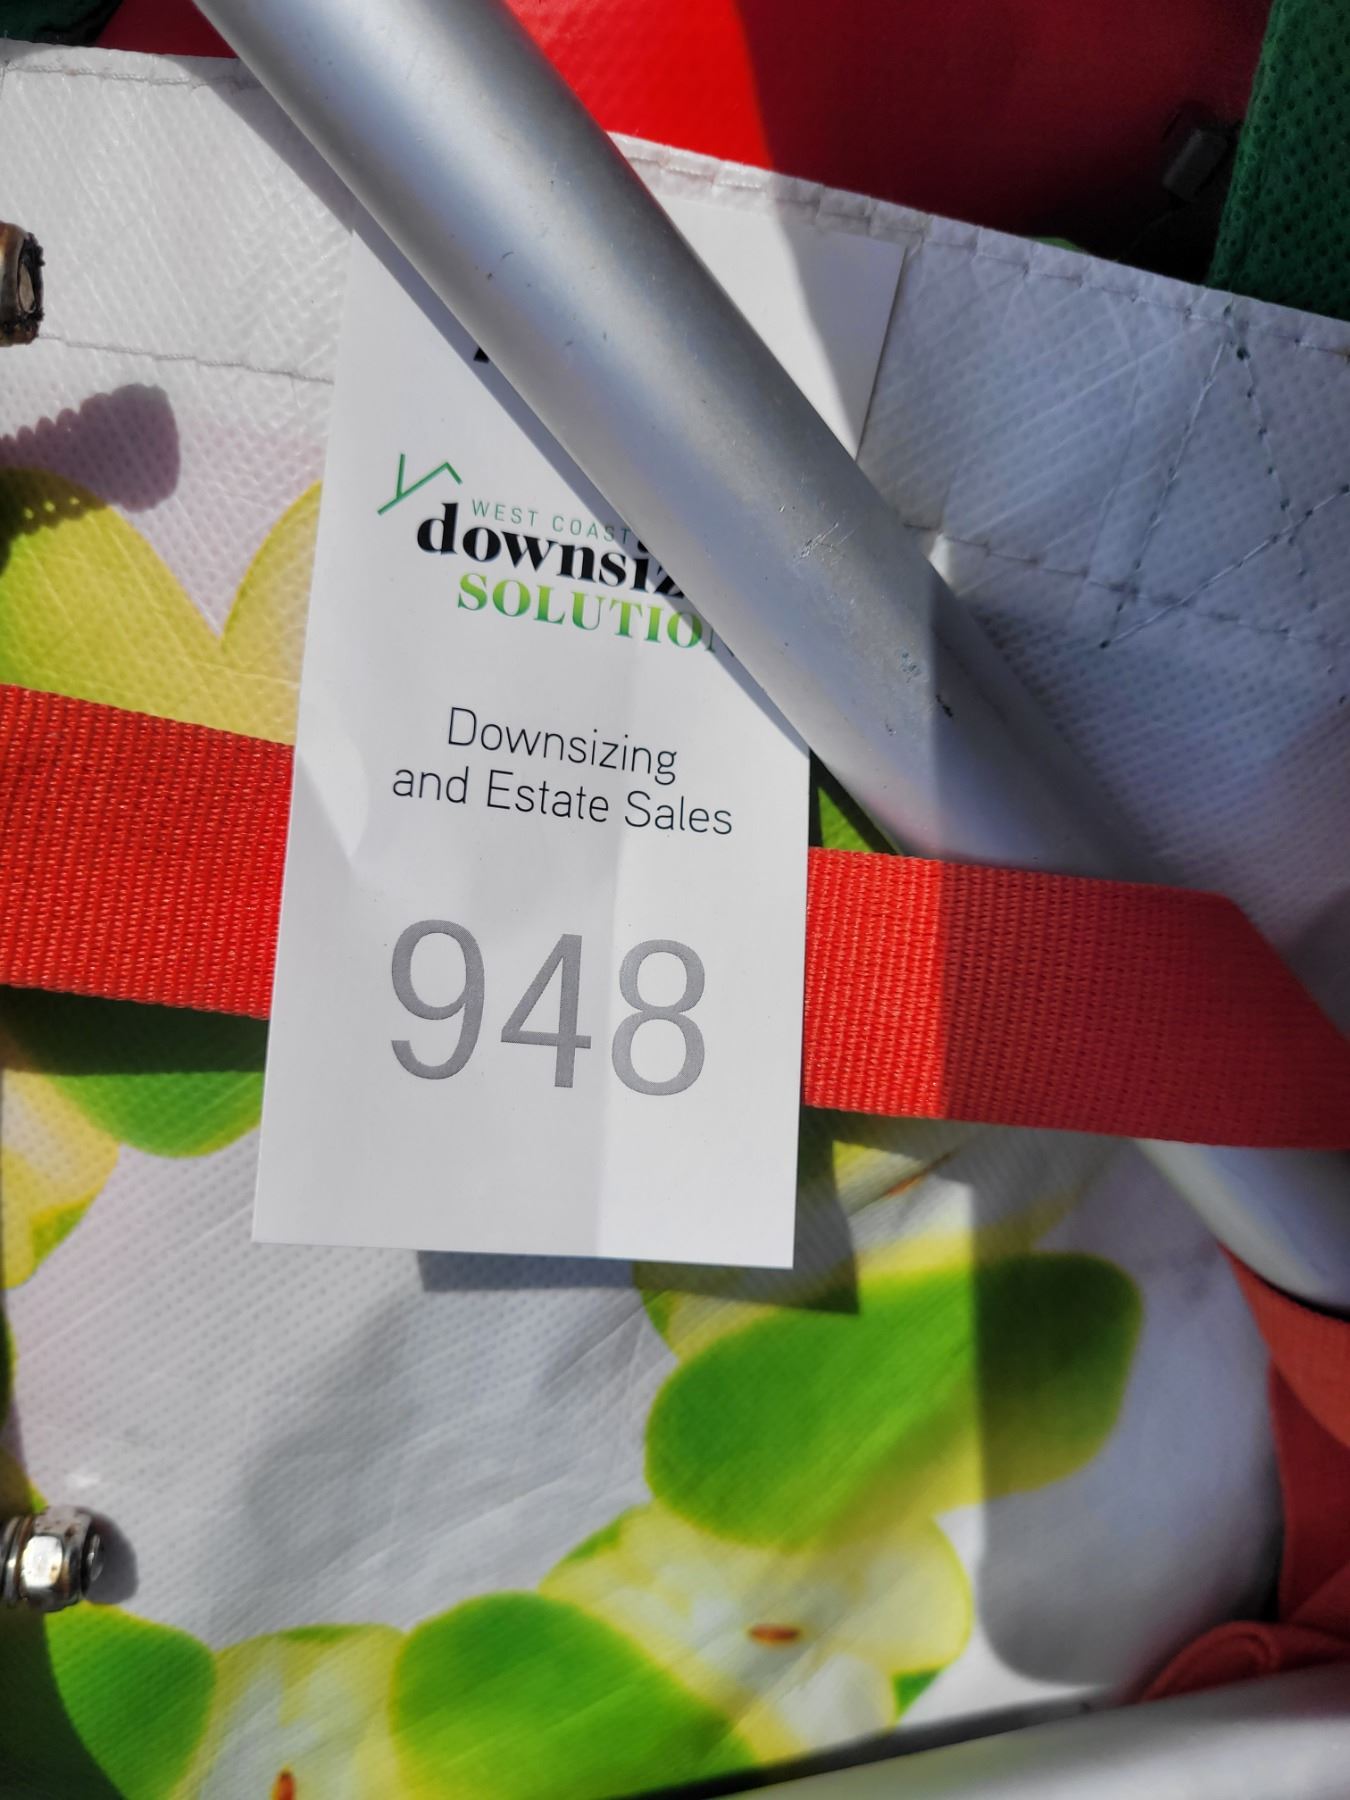 WEST COAST
downsiz
SOLUTIO
Downsizing
and Estate Sales
948